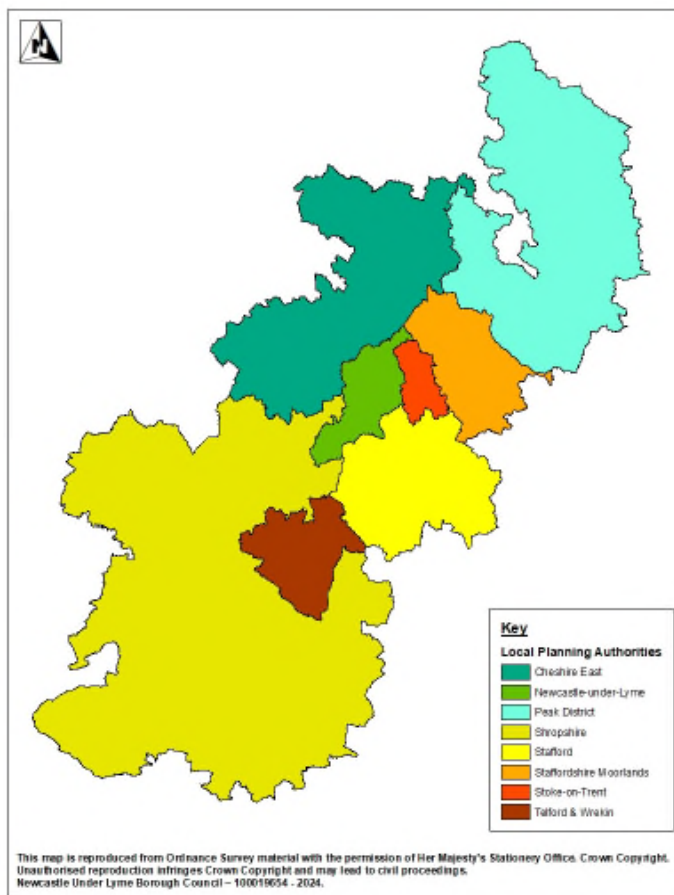 N
Key
Local Planning Authorities
Cheshire East
Newcastle-under-Lyme
Peak District
Shropshire
Stafford
Staffordshire Moorlands
Stoke-on-Trent
Telford & Wrekin
This map is reproduced from Ordnance Survey material with the permission of Her Majesty's Stationery Office. Crown Copyright.
Unauthorised reproduction infringes Crown Copyright and may lead to civil proceedings.
Newcastle Under Lyme Borough Council – 100019654 - 2024.